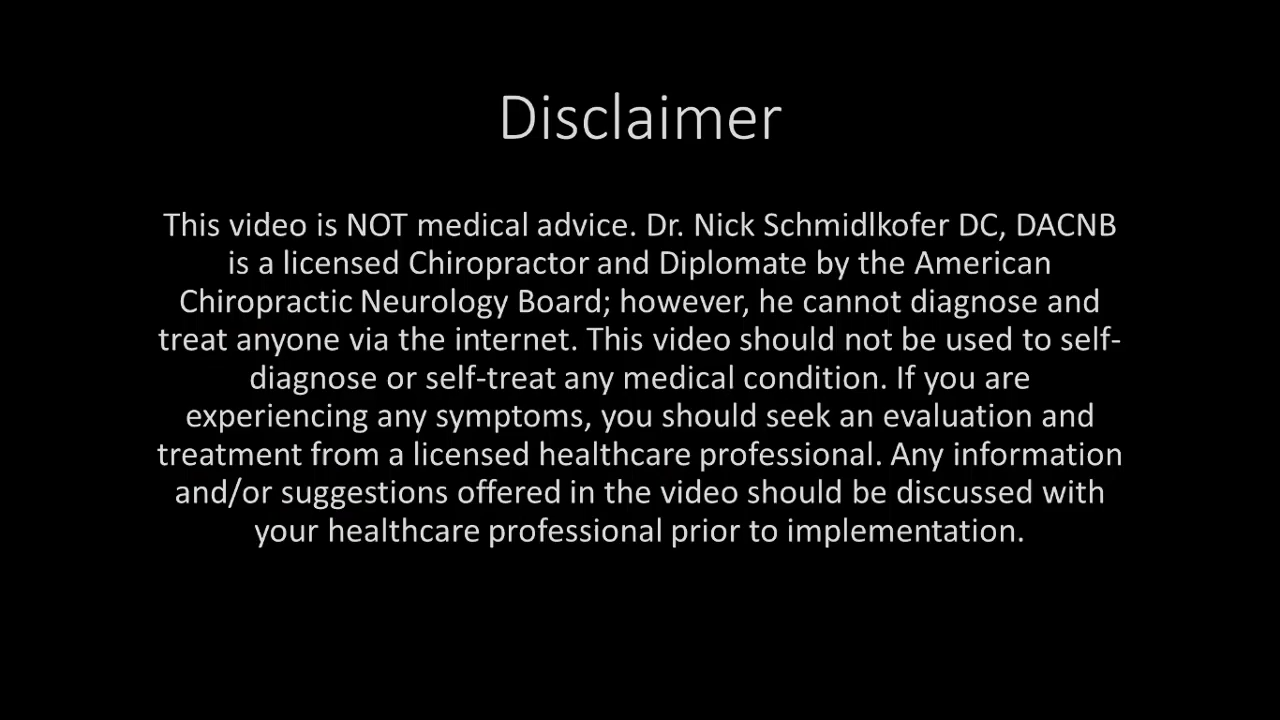 Disclaimer
This video is NOT medical advice. Dr. Nick Schmidlkofer DC, DACNB
is a licensed Chiropractor and Diplomate by the American
Chiropractic Neurology Board; however, he cannot diagnose and
treat anyone via the internet. This video should not be used to self-
diagnose or self-treat any medical condition. If you are
experiencing any symptoms, you should seek an evaluation and
treatment from a licensed healthcare professional. Any information
and/or suggestions offered in the video should be discussed with
your healthcare professional prior to implementation.